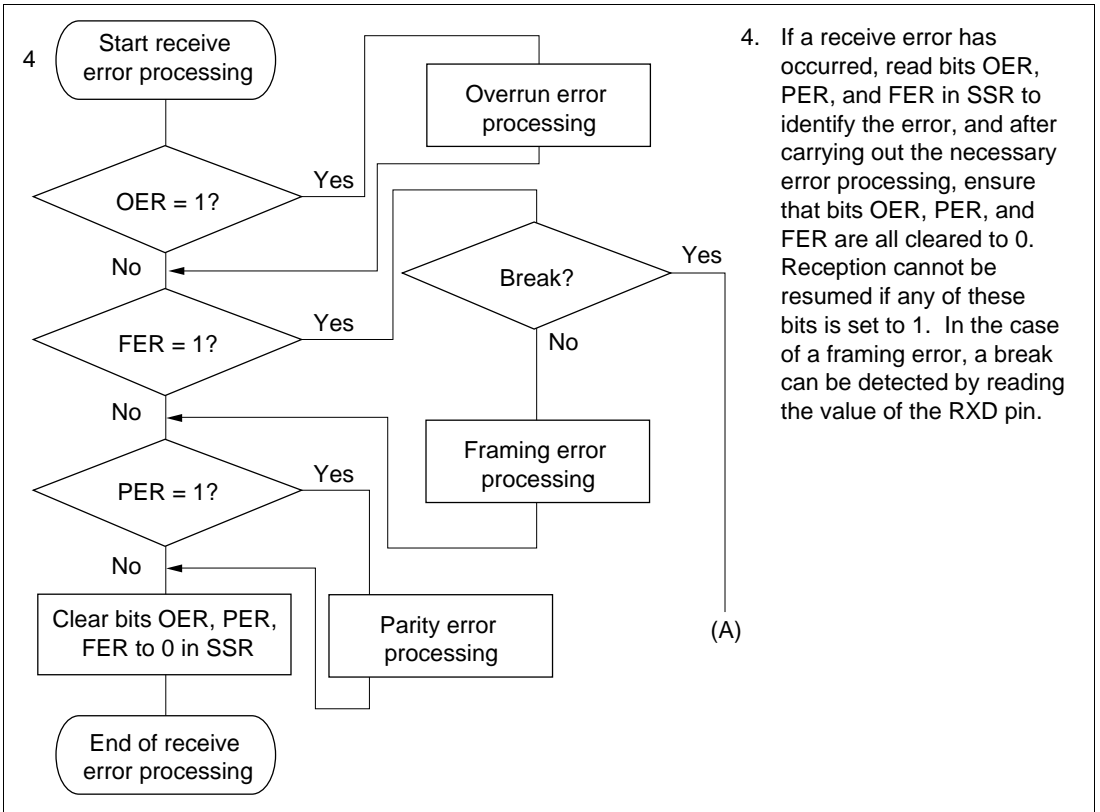 4
Start receive
error processing
Overrun error
processing
OER = 1?
Yes
No
Break?
Yes
FER = 1?
Yes
No
No
Framing error
processing
PER = 1?
Yes
No
Clear bits OER, PER,
FER to 0 in SSR
Parity error
processing
(A)
End of receive
error processing
4. If a receive error has
occurred, read bits OER,
PER, and FER in SSR to
identify the error, and after
carrying out the necessary
error processing, ensure
that bits OER, PER, and
FER are all cleared to 0.
Reception cannot be
resumed if any of these
bits is set to 1. In the case
of a framing error, a break
can be detected by reading
the value of the RXD pin.